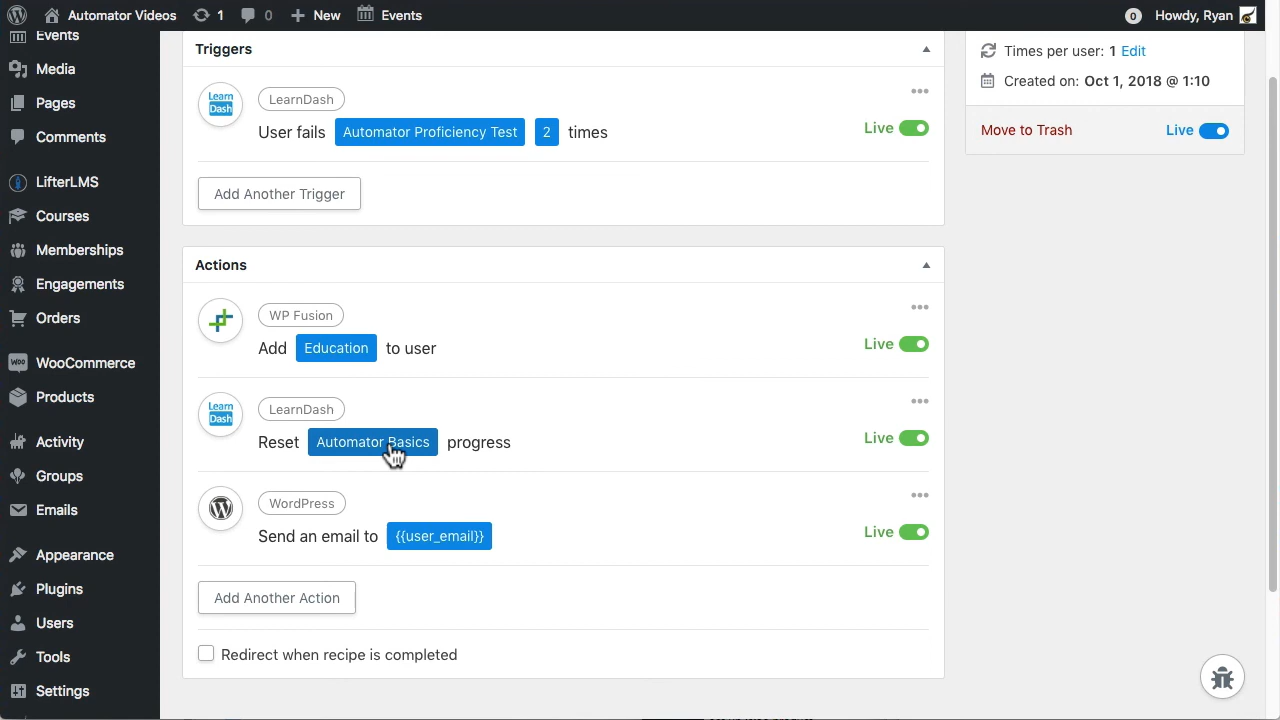 Automator Videos
1
0
New
Events
0
Howdy, Ryan
Events
Media
Pages
Comments
LifterLMS
Courses
Memberships
Engagements
Orders
WooCommerce
Products
Activity
Groups
Emails
Appearance
Plugins
Users
Tools
Settings
Triggers
Learn
Dash
LearnDash
User fails Automator Proficiency Test 2 times
Live
Add Another Trigger
Actions
WP Fusion
Add Education to user
Live
Learn
Dash
LearnDash
Reset Automator Basics progress
Live
WordPress
Send an email to {{user_email}}
Live
Add Another Action
Redirect when recipe is completed
Times per user: 1 Edit
Created on: Oct 1, 2018 @ 1:10
Move to Trash
Live